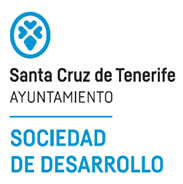 Santa Cruz de Tenerife
AYUNTAMIENTO
SOCIEDAD
DE DESARROLLO